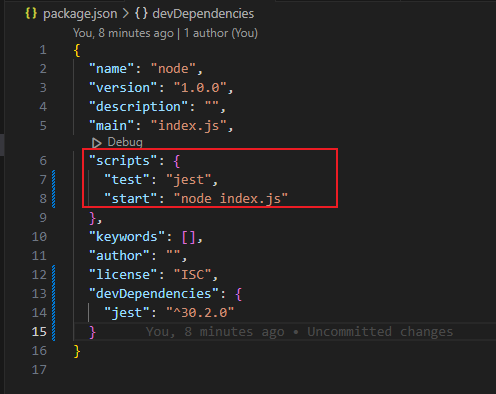 package.json > {} devDependencies
You, 8 minutes ago | 1 author (You)
1 {
2 "name": "node",
3 "version": "1.0.0",
4 "description": "",
5 "main": "index.js",
Debug
6 "scripts": {
7 "test": "jest",
8 "start": "node index.js"
9 },
10 "keywords": [],
11 "author": "",
12 "license": "ISC",
13 "devDependencies": {
14 "jest": "^30.2.0"
15 } You, 8 minutes ago • Uncommitted changes
16 }
17